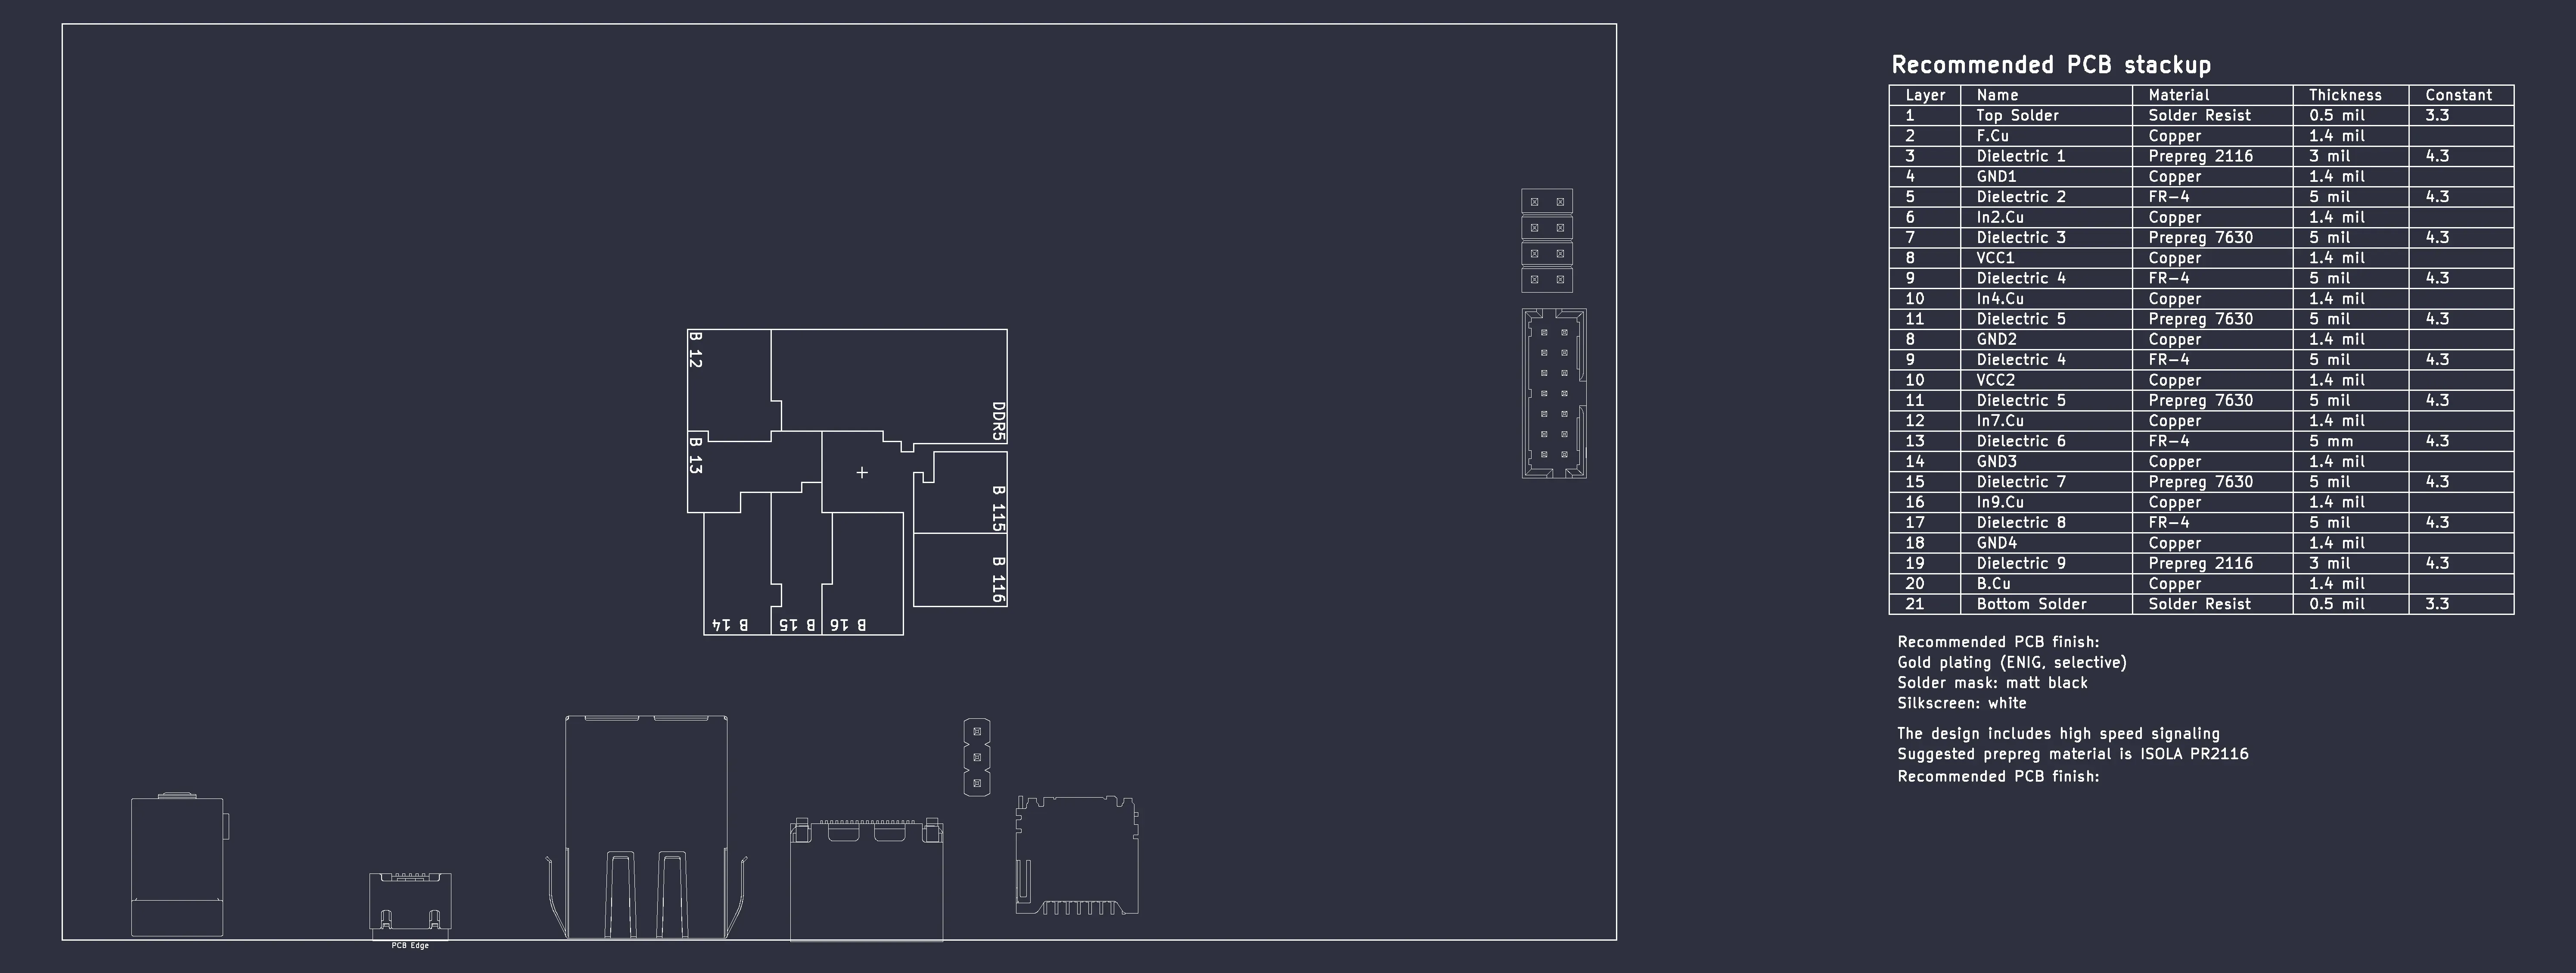 Recommended PCB stackup
Layer Name Material Thickness Constant
1 Top Solder Solder Resist 0.5 mil 3.3
2 F.Cu Copper 1.4 mil
3 Dielectric 1 Prepreg 2116 3 mil 4.3
4 GND1 Copper 1.4 mil
5 Dielectric 2 FR-4 5 mil 4.3
6 In2.Cu Copper 1.4 mil
7 Dielectric 3 Prepreg 7630 5 mil 4.3
8 VCC1 Copper 1.4 mil
9 Dielectric 4 FR-4 5 mil 4.3
10 In4.Cu Copper 1.4 mil
11 Dielectric 5 Prepreg 7630 5 mil 4.3
8 GND2 Copper 1.4 mil
9 Dielectric 4 FR-4 5 mil 4.3
10 VCC2 Copper 1.4 mil
11 Dielectric 5 Prepreg 7630 5 mil 4.3
12 In7.Cu Copper 1.4 mil
13 Dielectric 6 FR-4 5 mm 4.3
14 GND3 Copper 1.4 mil
15 Dielectric 7 Prepreg 7630 5 mil 4.3
16 In9.Cu Copper 1.4 mil
17 Dielectric 8 FR-4 5 mil 4.3
18 GND4 Copper 1.4 mil
19 Dielectric 9 Prepreg 2116 3 mil 4.3
20 B.Cu Copper 1.4 mil
21 Bottom Solder Solder Resist 0.5 mil 3.3
Recommended PCB finish:
Gold plating (ENIG, selective)
Solder mask: matt black
Silkscreen: white
The design includes high speed signaling
Suggested prepreg material is ISOLA PR2116
Recommended PCB finish:
B 12
DDR5
B 13
B 115
B 116
B 14
B 15
B 16
PCB Edge